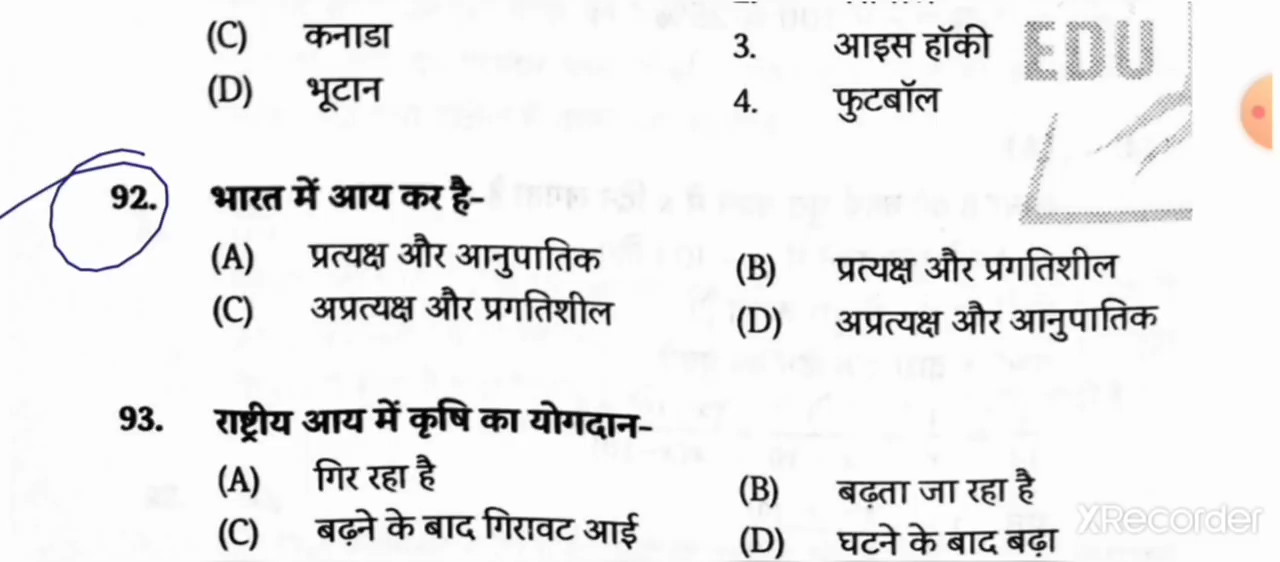 (C) कनाडा 3. आइस हॉकी
(D) भूटान 4. फुटबॉल
EDU
92. भारत में आय कर है-
(A) प्रत्यक्ष और आनुपातिक (B) प्रत्यक्ष और प्रगतिशील
(C) अप्रत्यक्ष और प्रगतिशील (D) अप्रत्यक्ष और आनुपातिक
93. राष्ट्रीय आय में कृषि का योगदान-
(A) गिर रहा है (B) बढ़ता जा रहा है
(C) बढ़ने के बाद गिरावट आई (D) घटने के बाद बढ़ा
XRecorder